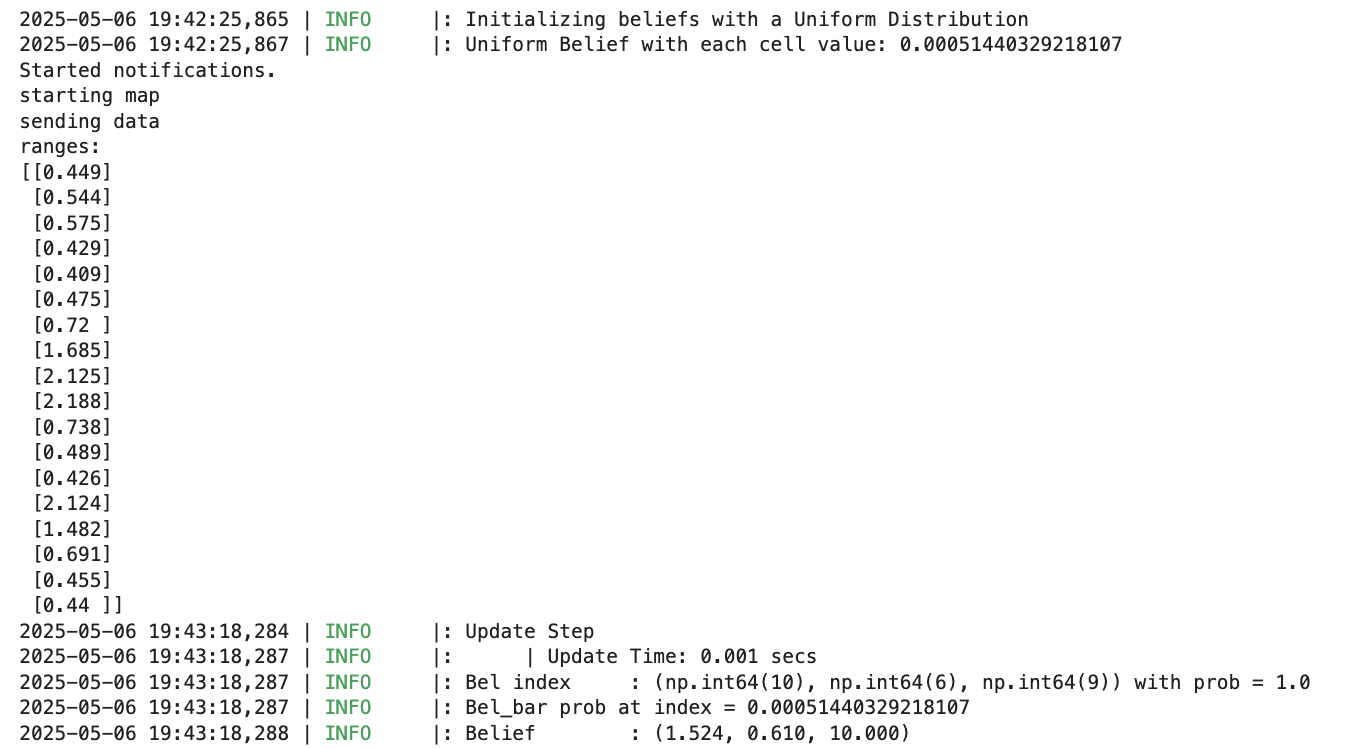 2025-05-06 19:42:25,865 | INFO     |: Initializing beliefs with a Uniform Distribution
2025-05-06 19:42:25,867 | INFO     |: Uniform Belief with each cell value: 0.00051440329218107
Started notifications.
starting map
sending data
ranges:
[[0.449]
 [0.544]
 [0.575]
 [0.429]
 [0.409]
 [0.475]
 [0.72 ]
 [1.685]
 [2.125]
 [2.188]
 [0.738]
 [0.489]
 [0.426]
 [2.124]
 [1.482]
 [0.691]
 [0.455]
 [0.44 ]]
2025-05-06 19:43:18,284 | INFO     |: Update Step
2025-05-06 19:43:18,287 | INFO     |:      | Update Time: 0.001 secs
2025-05-06 19:43:18,287 | INFO     |: Bel index     : (np.int64(10), np.int64(6), np.int64(9)) with prob = 1.0
2025-05-06 19:43:18,287 | INFO     |: Bel_bar prob at index = 0.00051440329218107
2025-05-06 19:43:18,288 | INFO     |: Belief        : (1.524, 0.610, 10.000)